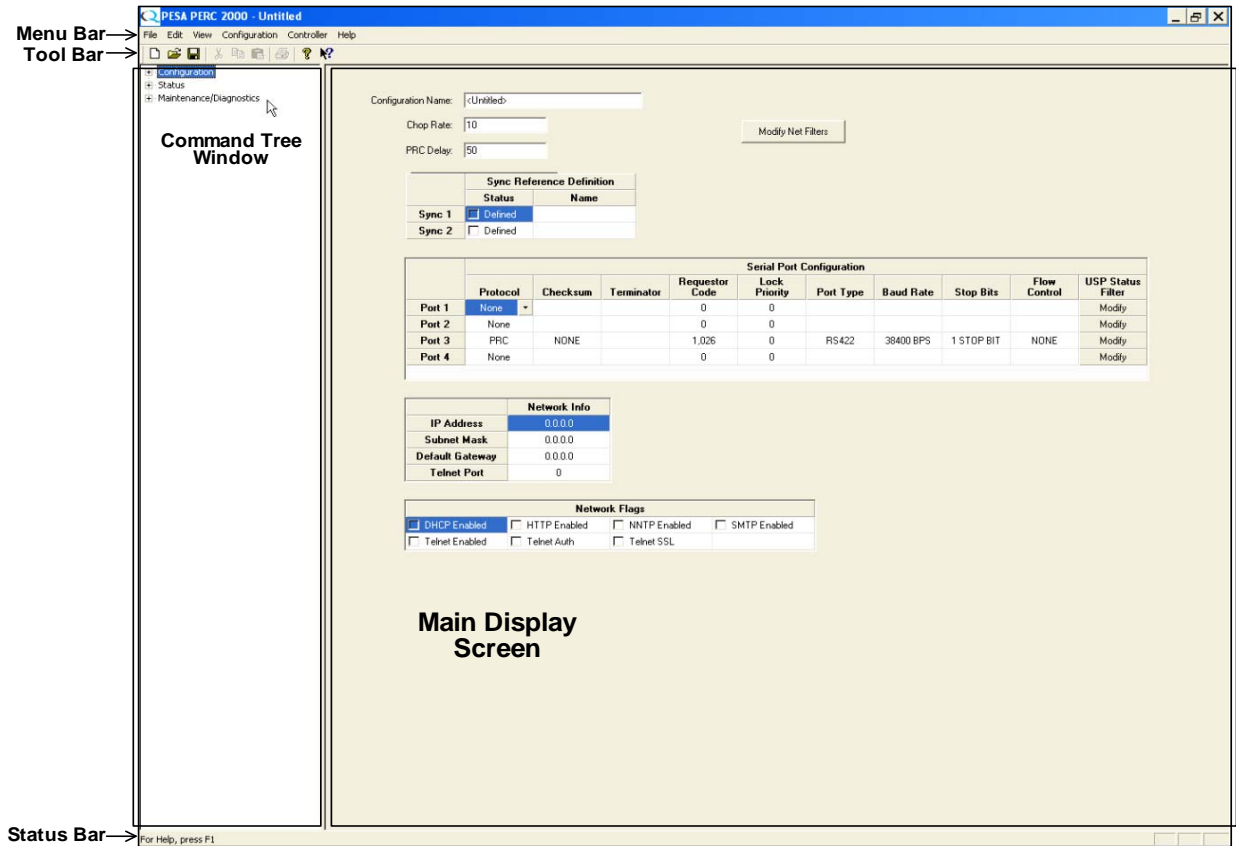 PESA PERC 2000 - Untitled
Menu Bar
File Edit View Configuration Controller Help
Tool Bar
Configuration
Status
Maintenance/Diagnostics
Command Tree
Window
Configuration Name: <Untitled>
Chop Rate: 10
Modify Net Filters
PRC Delay: 50
Sync Reference Definition
Status Name
Sync 1 Defined
Sync 2 Defined
Serial Port Configuration
Protocol Checksum Terminator Requestor Code Lock Priority Port Type Baud Rate Stop Bits Flow Control USP Status Filter
Port 1 None 0 0 Modify
Port 2 None 0 0 Modify
Port 3 PRC NONE 1,026 0 RS422 38400 BPS 1 STOP BIT NONE Modify
Port 4 None 0 0 Modify
Network Info
IP Address 0.0.0.0
Subnet Mask 0.0.0.0
Default Gateway 0.0.0.0
Telnet Port 0
Network Flags
DHCP Enabled HTTP Enabled NNTP Enabled SMTP Enabled
Telnet Enabled Telnet Auth Telnet SSL
Main Display
Screen
Status Bar
For Help, press F1